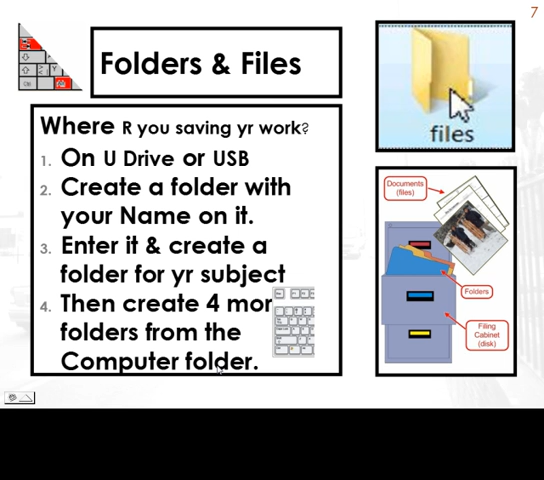 7
Folders & Files
Where R you saving yr work?
1. On U Drive or USB
2. Create a folder with
your Name on it.
3. Enter it & create a
folder for yr subject
4. Then create 4 mor
folders from the
Computer folder.
files
Documents
(files)
Folders
Filing
Cabinet
(disk)